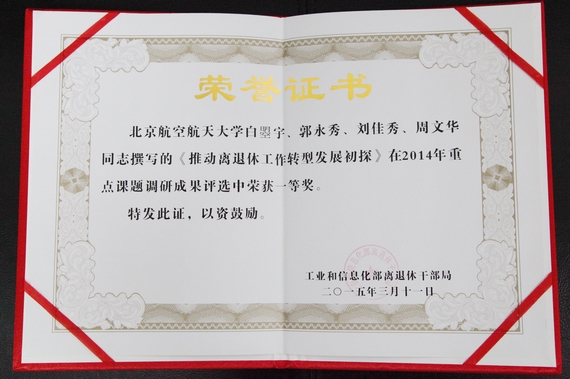 荣誉证书
北京航空航天大学白曌宇、郭永秀、刘佳秀、周文华
同志撰写的《推动离退休工作转型发展初探》在2014年重
点课题调研成果评选中荣获一等奖。
特发此证，以资鼓励。
工业和信息化部离退休干部局
二〇一五年三月十一日